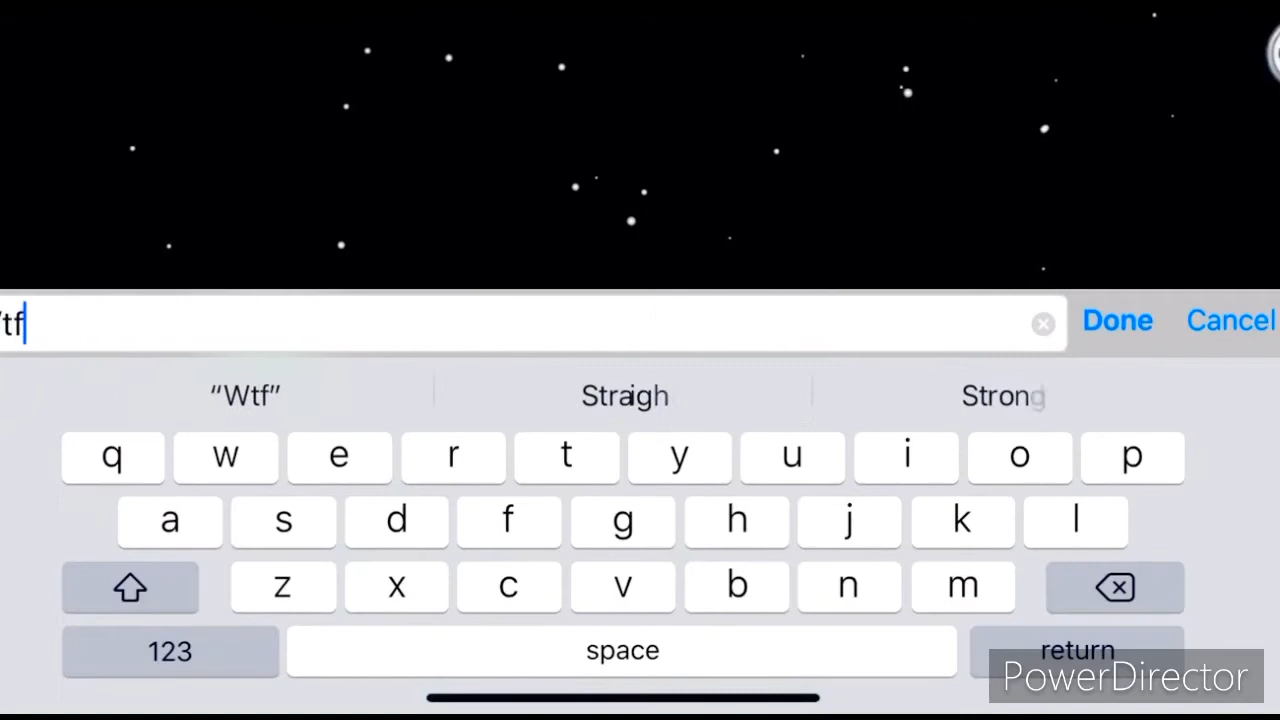 tf
Done Cancel
“Wtf” Straigh Strong
q w e r t y u i o p
a s d f g h j k l
z x c v b n m
123 space return
PowerDirector